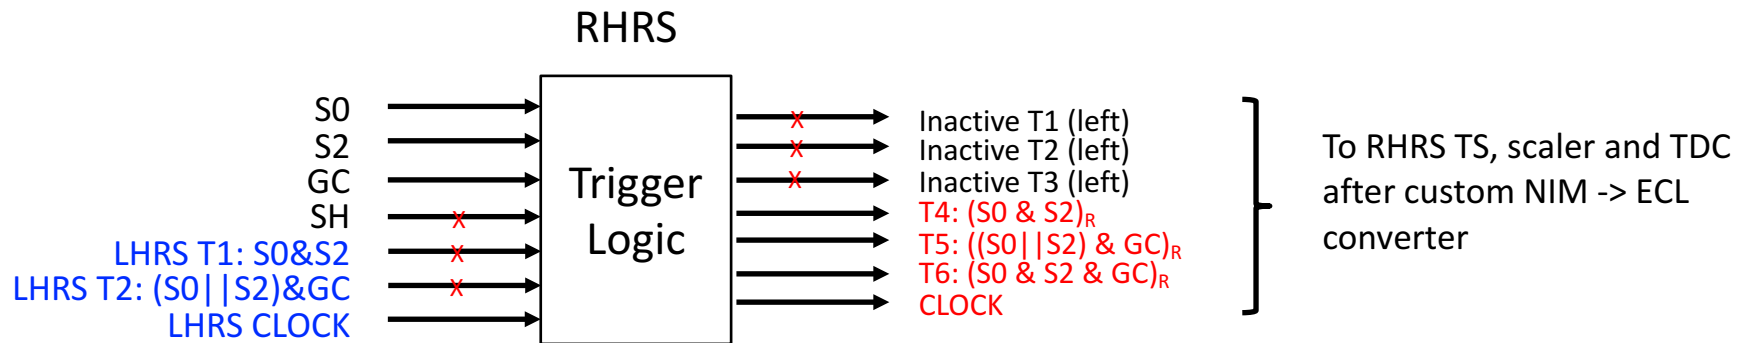 RHRS
S0
S2
GC
SH
LHRS T1: S0&S2
LHRS T2: (S0||S2)&GC
LHRS CLOCK
X
X
X
Trigger
Logic
X
X
X
Inactive T1 (left)
Inactive T2 (left)
Inactive T3 (left)
T4: (S0 & S2)R
T5: ((S0||S2) & GC)R
T6: (S0 & S2 & GC)R
CLOCK
To RHRS TS, scaler and TDC
after custom NIM -> ECL
converter